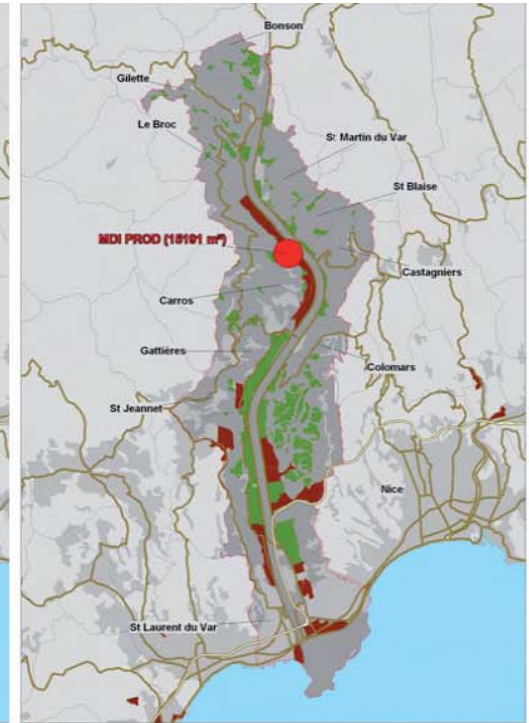 Bonson
Gilette
Le Broc
St Martin du Var
St Blaise
MDI PROD (15191 m²)
Castagniers
Carros
Gattières
Colomars
St Jeannet
Nice
St Laurent du Var